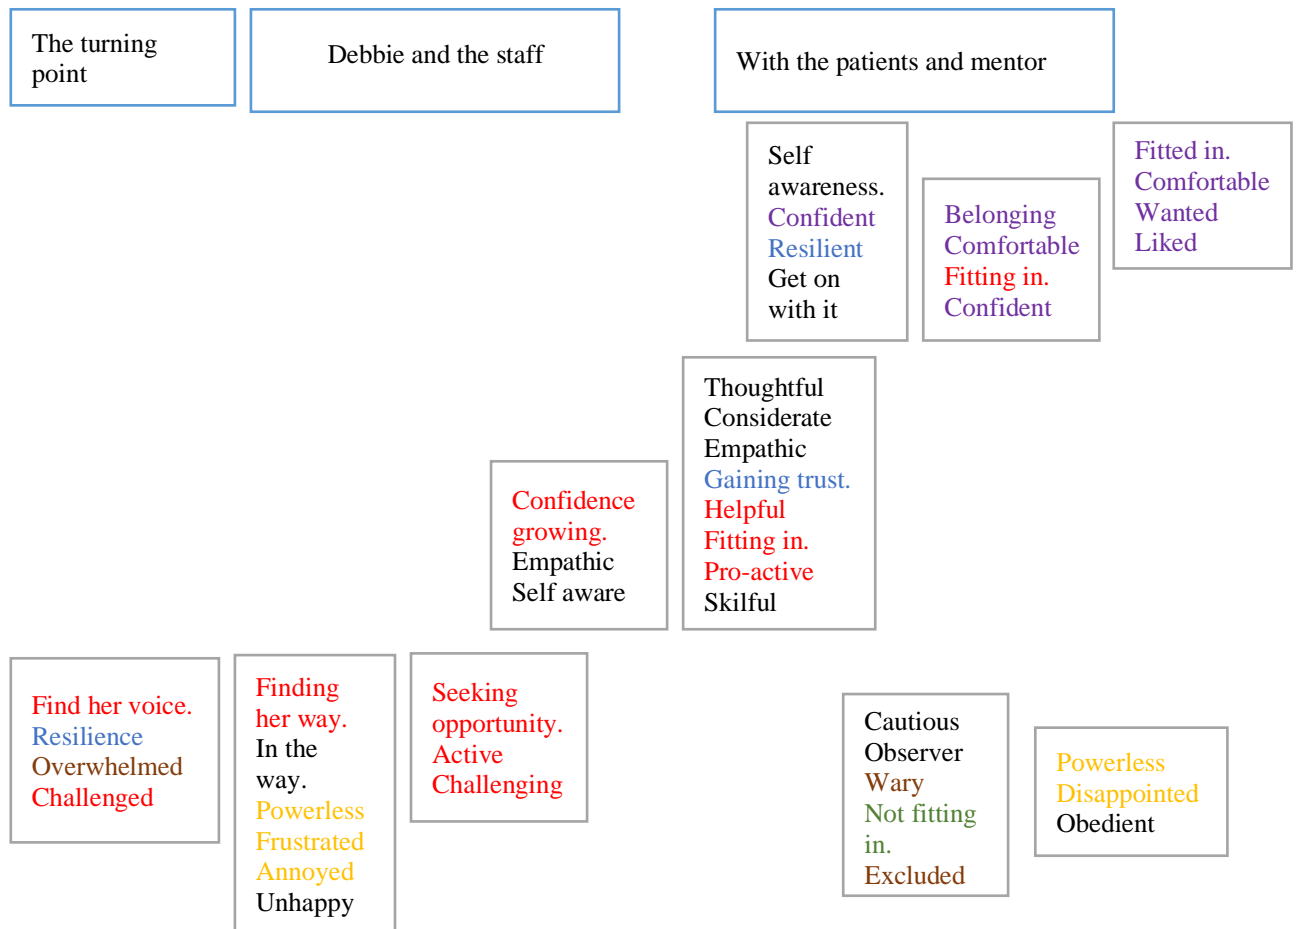 The turning
point
Debbie and the staff
With the patients and mentor
Self
awareness.
Confident
Resilient
Get on
with it
Belonging
Comfortable
Fitting in.
Confident
Fitted in.
Comfortable
Wanted
Liked
Thoughtful
Considerate
Empathic
Gaining trust.
Helpful
Fitting in.
Pro-active
Skilful
Confidence
growing.
Empathic
Self aware
Find her voice.
Resilience
Overwhelmed
Challenged
Finding
her way.
In the
way.
Powerless
Frustrated
Annoyed
Unhappy
Seeking
opportunity.
Active
Challenging
Cautious
Observer
Wary
Not fitting
in.
Excluded
Powerless
Disappointed
Obedient